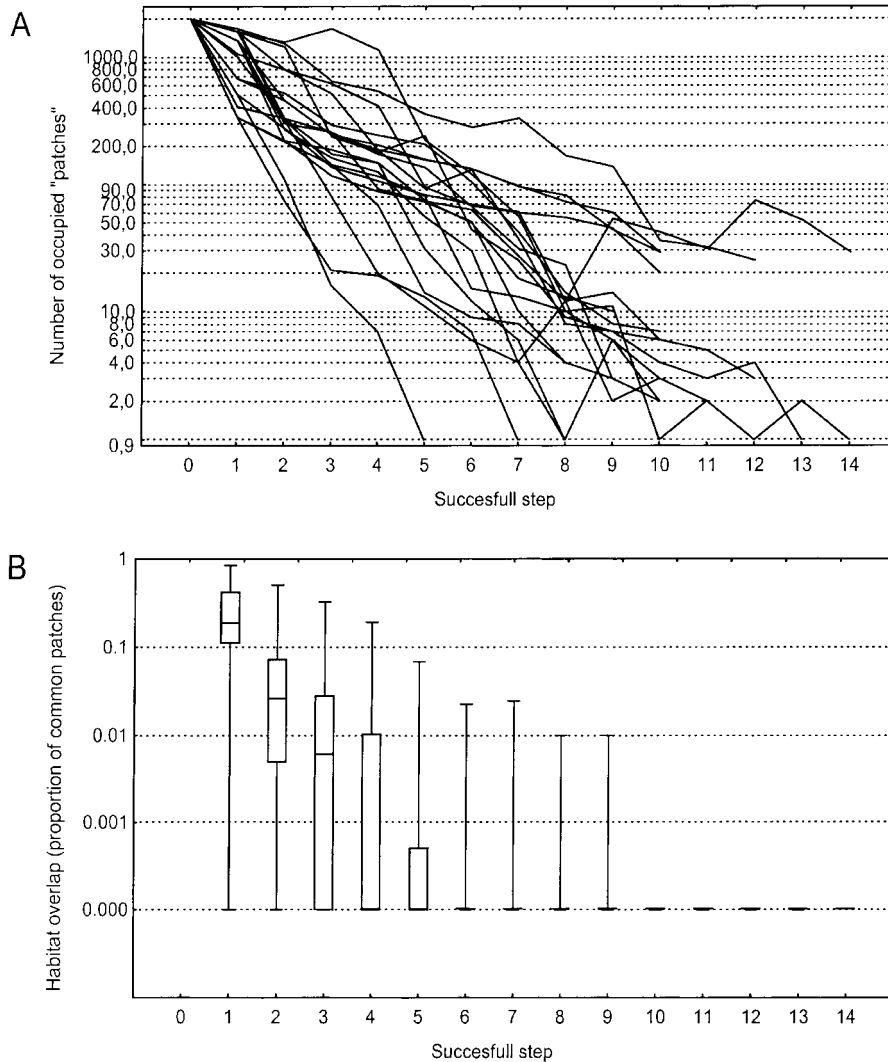 A
Number of occupied "patches"
1000,0
800,0
600,0
400,0
200,0
90,0
70,0
50,0
30,0
10,0
8,0
6,0
4,0
2,0
0,9
0 1 2 3 4 5 6 7 8 9 10 11 12 13 14
Succesfull step
B
Habitat overlap (proportion of common patches)
1
0.1
0.01
0.001
0.000
0 1 2 3 4 5 6 7 8 9 10 11 12 13 14
Succesfull step